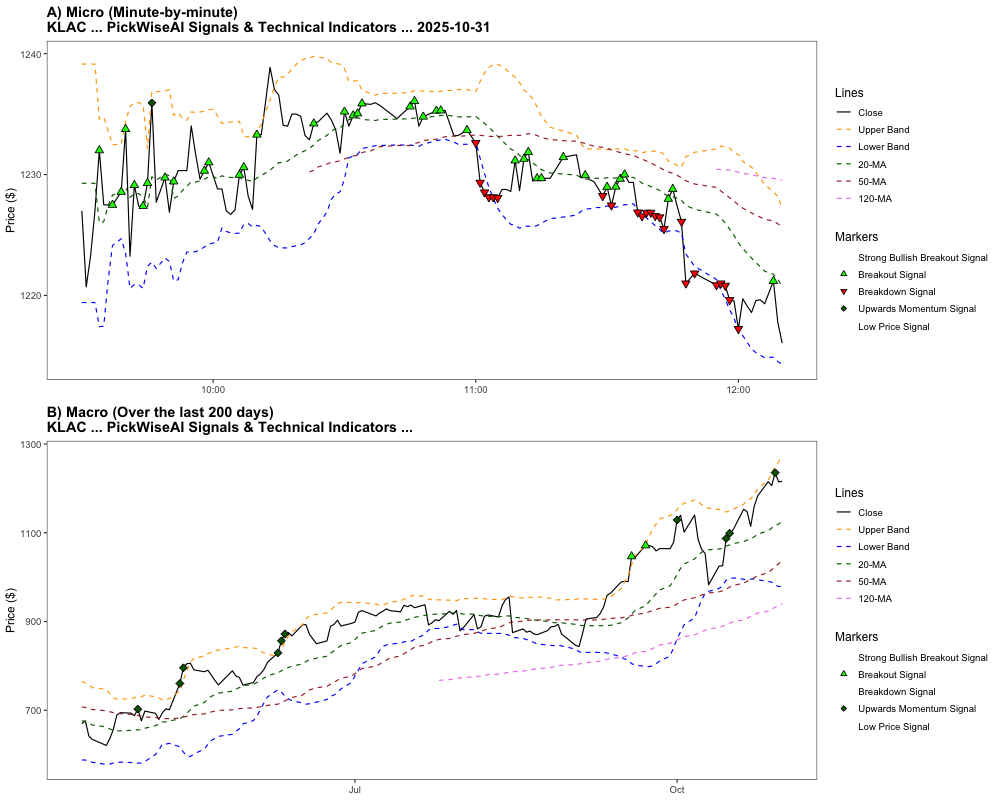 A) Micro (Minute-by-minute)
KLAC ... PickWiseAI Signals & Technical Indicators ... 2025-10-31
Price ($)
1240
1230
1220
10:00
11:00
12:00
Lines
Close
Upper Band
Lower Band
20-MA
50-MA
120-MA
Markers
Strong Bullish Breakout Signal
Breakout Signal
Breakdown Signal
Upwards Momentum Signal
Low Price Signal
B) Macro (Over the last 200 days)
KLAC ... PickWiseAI Signals & Technical Indicators ...
Price ($)
1300
1100
900
700
Jul
Oct
Lines
Close
Upper Band
Lower Band
20-MA
50-MA
120-MA
Markers
Strong Bullish Breakout Signal
Breakout Signal
Breakdown Signal
Upwards Momentum Signal
Low Price Signal